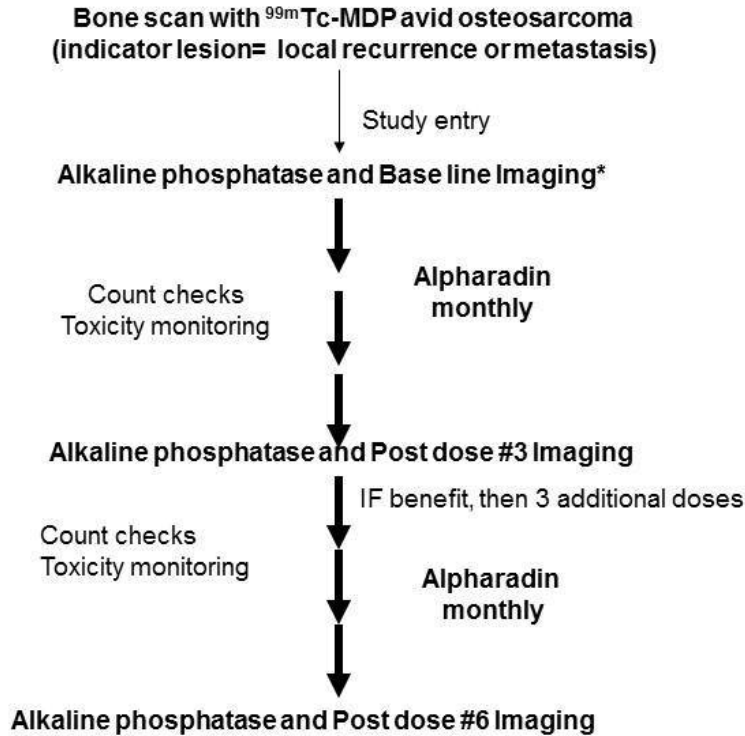 Bone scan with ⁹⁹ᵐTc-MDP avid osteosarcoma
(indicator lesion= local recurrence or metastasis)
Study entry
Alkaline phosphatase and Base line Imaging*
Count checks
Toxicity monitoring
Alpharadin
monthly
Alkaline phosphatase and Post dose #3 Imaging
IF benefit, then 3 additional doses
Count checks
Toxicity monitoring
Alpharadin
monthly
Alkaline phosphatase and Post dose #6 Imaging